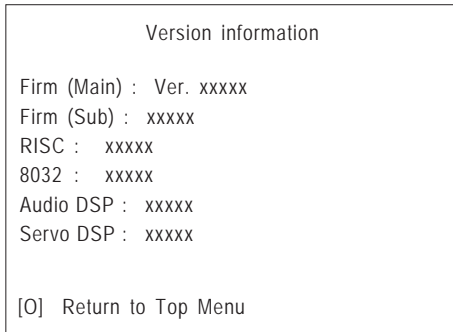 Version information
Firm (Main) : Ver. xxxxx
Firm (Sub) : xxxxx
RISC : xxxxx
8032 : xxxxx
Audio DSP : xxxxx
Servo DSP : xxxxx
[O] Return to Top Menu